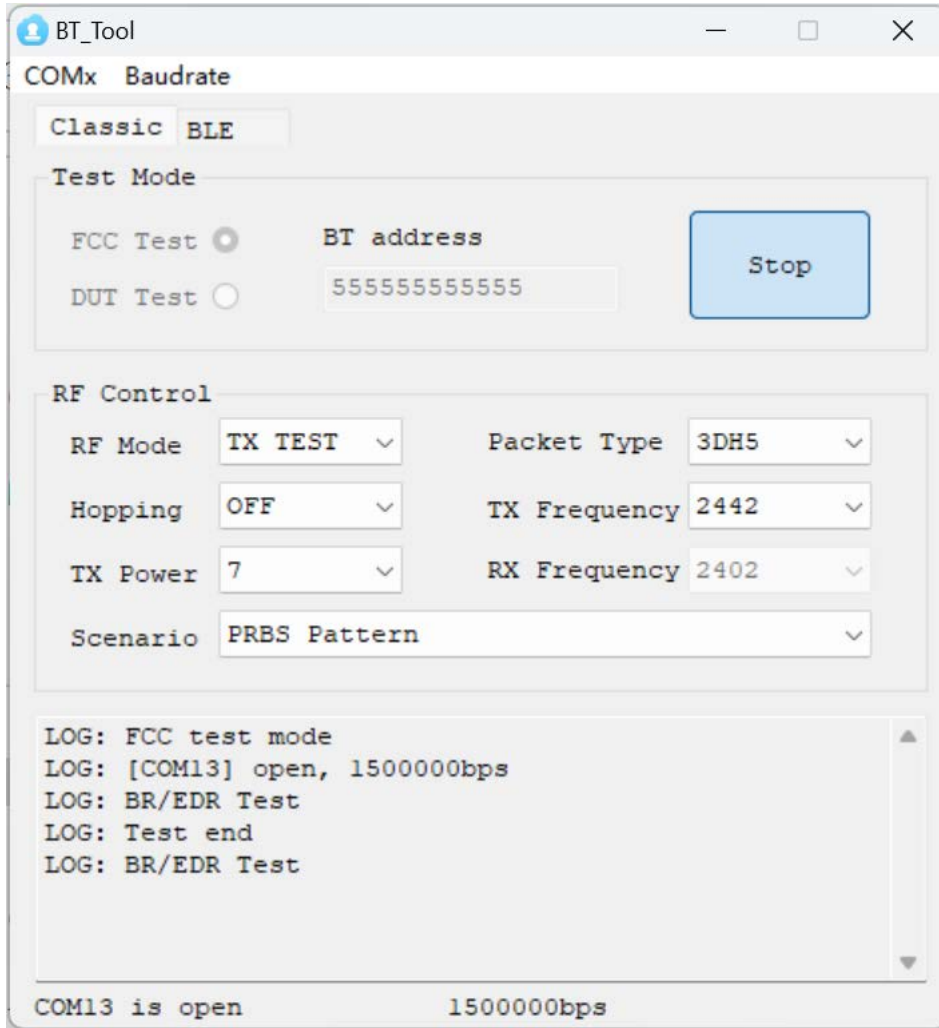 BT_Tool
COMx Baudrate
Classic BLE
Test Mode
FCC Test
BT address
Stop
DUT Test
555555555555
RF Control
RF Mode TX TEST Packet Type 3DH5
Hopping OFF TX Frequency 2442
TX Power 7 RX Frequency 2402
Scenario PRBS Pattern
LOG: FCC test mode
LOG: [COM13] open, 1500000bps
LOG: BR/EDR Test
LOG: Test end
LOG: BR/EDR Test
COM13 is open 1500000bps